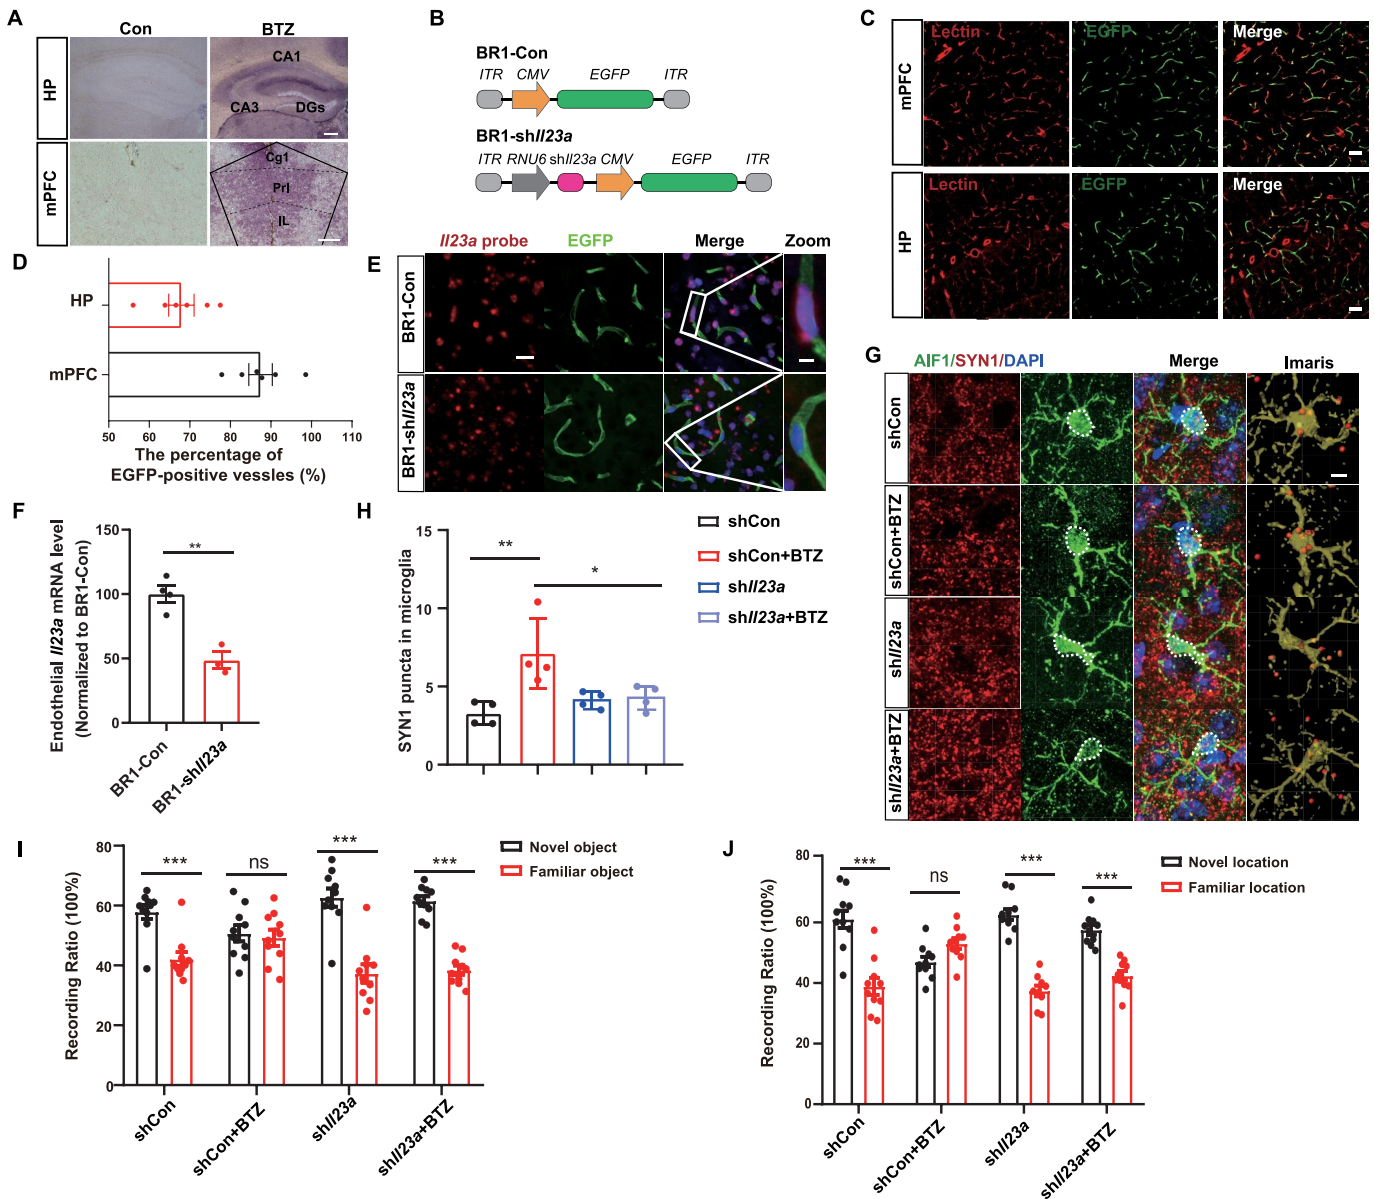 A
Con
BTZ
HP
CA1
CA3
DGs
mPFC
Cg1
Prl
IL
B
BR1-Con
ITR
CMV
EGFP
ITR
BR1-shIl23a
ITR
RNU6
shIl23a
CMV
EGFP
ITR
C
mPFC
Lectin
EGFP
Merge
HP
Lectin
EGFP
Merge
D
HP
mPFC
50
60
70
80
90
100
110
The percentage of
EGFP-positive vessles (%)
E
Il23a probe
EGFP
Merge
Zoom
BR1-Con
BR1-shIl23a
F
Endothelial Il23a mRNA level
(Normalized to BR1-Con)
150
100
50
0
**
BR1-Con
BR1-shIl23a
G
AIF1/SYN1/DAPI
Merge
Imaris
shCon
shCon+BTZ
shIl23a
shIl23a+BTZ
H
SYN1 puncta in microglia
15
10
5
0
**
*
shCon
shCon+BTZ
shIl23a
shIl23a+BTZ
I
Recording Ratio (100%)
80
60
40
20
0
***
ns
***
***
Novel object
Familiar object
shCon
shCon+BTZ
shIl23a
shIl23a+BTZ
J
Recording Ratio (100%)
80
60
40
20
0
***
ns
***
***
Novel location
Familiar location
shCon
shCon+BTZ
shIl23a
shIl23a+BTZ